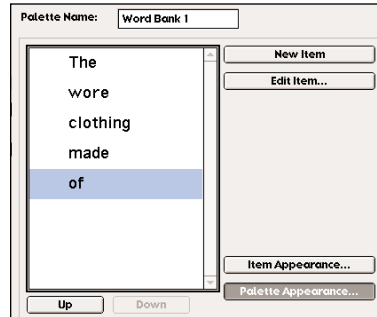 Palette Name: Word Bank 1
The
wore
clothing
made
of
New Item
Edit Item...
Item Appearance...
Palette Appearance...
Up Down